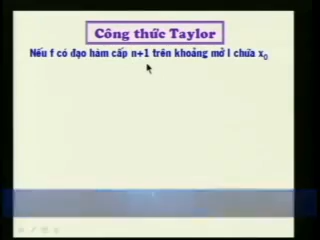 Công thức Taylor
Nếu f có đạo hàm cấp n+1 trên khoảng mở I chứa x₀